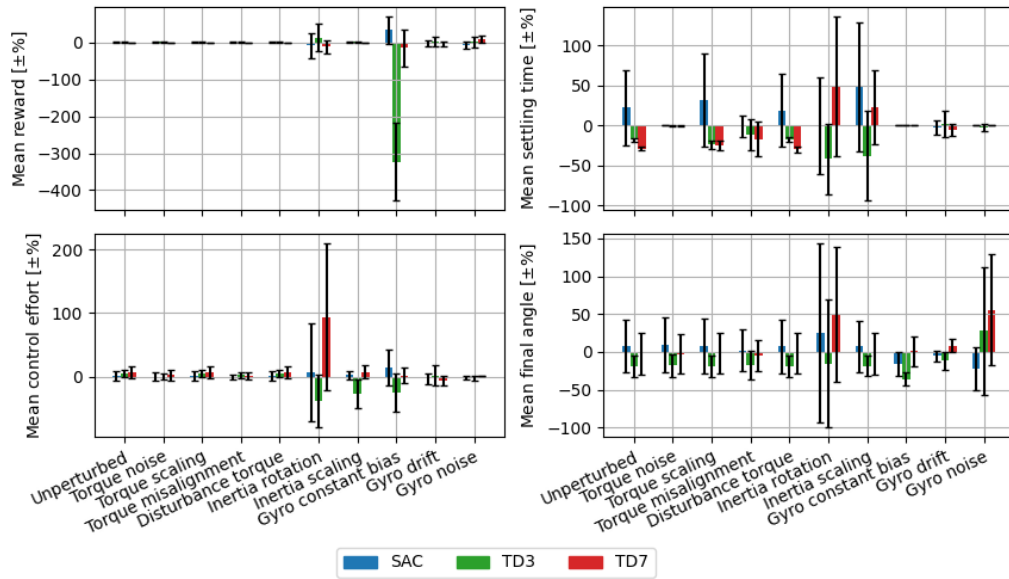 Mean reward [±%]
0
−100
−200
−300
−400
Mean settling time [±%]
100
50
0
−50
−100
Mean control effort [±%]
200
100
0
Mean final angle [±%]
150
100
50
0
−50
−100
Unperturbed
Torque noise
Torque scaling
Torque misalignment
Disturbance torque
Inertia rotation
Inertia scaling
Gyro constant bias
Gyro drift
Gyro noise
Unperturbed
Torque noise
Torque scaling
Torque misalignment
Disturbance torque
Inertia rotation
Inertia scaling
Gyro constant bias
Gyro drift
Gyro noise
SAC TD3 TD7